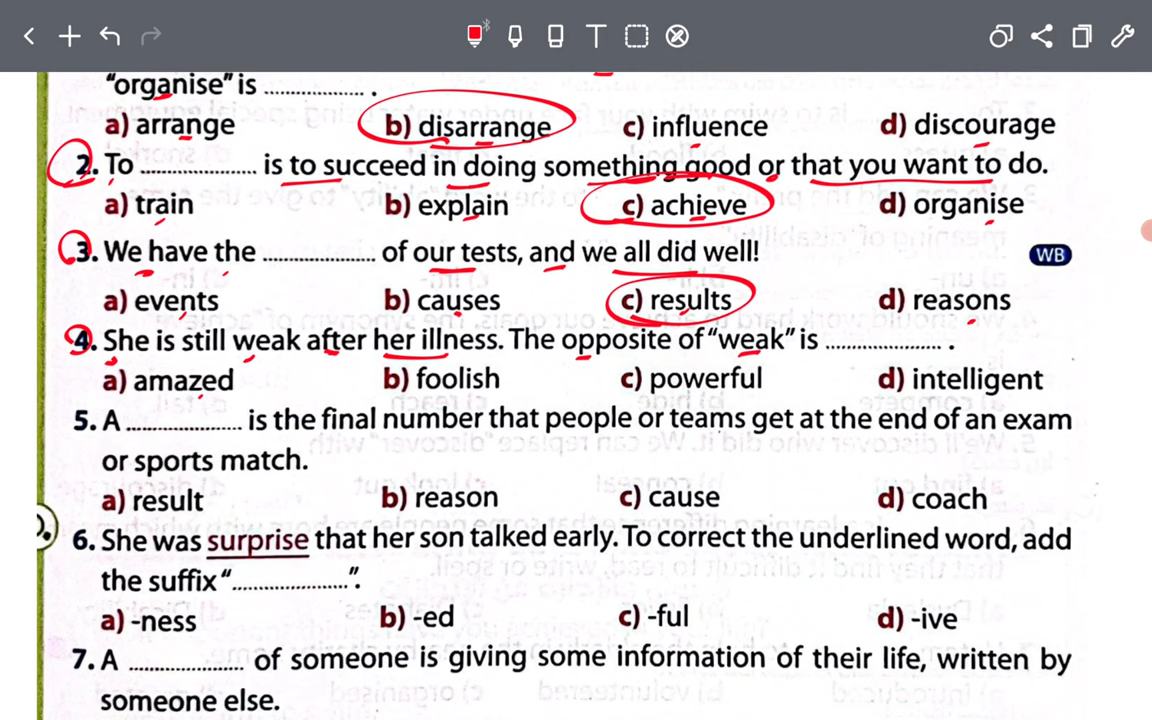 "organise" is ................... .
a) arrange b) disarrange c) influence d) discourage
2. To ................... is to succeed in doing something good or that you want to do.
a) train b) explain c) achieve d) organise
3. We have the ................... of our tests, and we all did well! WB
a) events b) causes c) results d) reasons
4. She is still weak after her illness. The opposite of "weak" is ................... .
a) amazed b) foolish c) powerful d) intelligent
5. A ................... is the final number that people or teams get at the end of an exam
or sports match.
a) result b) reason c) cause d) coach
6. She was surprise that her son talked early. To correct the underlined word, add
the suffix "...................".
a) -ness b) -ed c) -ful d) -ive
7. A ................... of someone is giving some information of their life, written by
someone else.